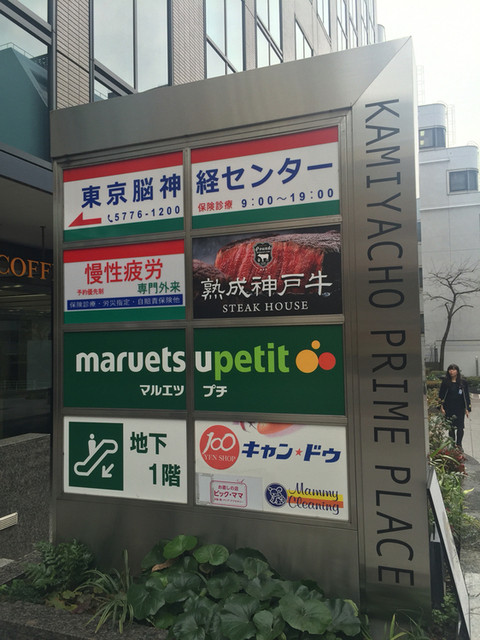 東京脳神経センター
5776-1200
保険診療 9:00〜19:00
慢性疲労
予約優先制 専門外来
保険診療・労災指定・自賠責保険他
熟成神戸牛
STEAK HOUSE
maruetsupetit
マルエツ プチ
地下
1階
100
YEN SHOP
キャン★ドゥ
ビック・ママ
Mammy
Cleaning
KAMIYACHO PRIME PLACE
COFF